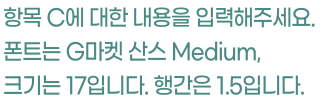 항목 C에 대한 내용을 입력해주세요.
폰트는 G마켓 산스 Medium,
크기는 17입니다. 행간은 1.5입니다.